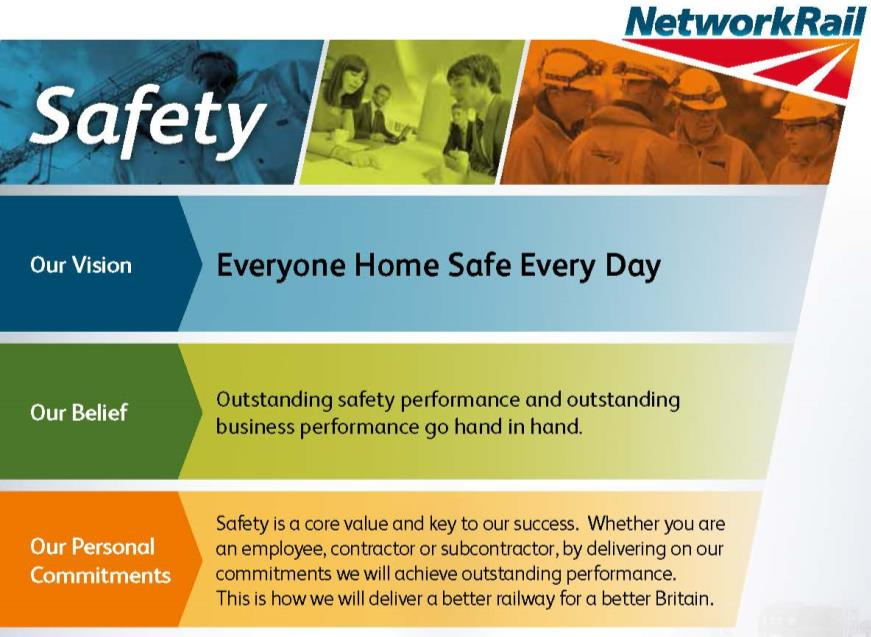 NetworkRail
Safety
Our Vision
Everyone Home Safe Every Day
Our Belief
Outstanding safety performance and outstanding
business performance go hand in hand.
Our Personal
Commitments
Safety is a core value and key to our success. Whether you are
an employee, contractor or subcontractor, by delivering on our
commitments we will achieve outstanding performance.
This is how we will deliver a better railway for a better Britain.